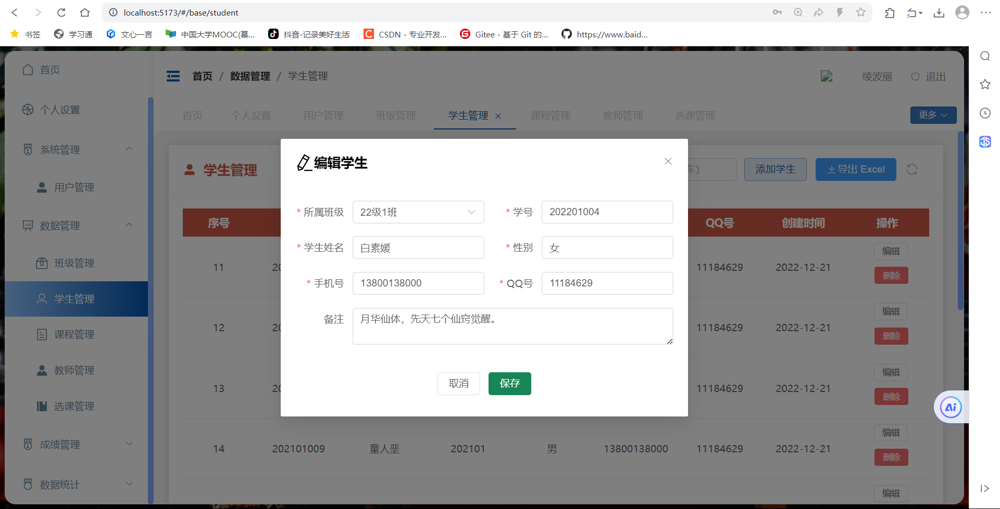 localhost:5173/#/base/student
书签 学习通 文心一言 中国大学MOOC(慕... 抖音-记录美好生活 CSDN - 专业开发... Gitee - 基于 Git 的... https://www.baid...
首页
个人设置
系统管理
用户管理
数据管理
班级管理
学生管理
课程管理
教师管理
选课管理
成绩管理
数据统计
首页 / 数据管理 / 学生管理
绫波丽 退出
首页 个人设置 用户管理 班级管理 学生管理 课程管理 教师管理 选课管理 更多
学生管理 车) 添加学生 导出 Excel
序号 QQ号 创建时间 操作
11 20 11184629 2022-12-21 编辑 删除
12 20 11184629 2022-12-21 编辑 删除
13 20 11184629 2022-12-21 编辑 删除
14 202101009 童人垩 202101 男 13800138000 11184629 2022-12-21 编辑 删除
编辑
编辑学生
* 所属班级 22级1班 * 学号 202201004
* 学生姓名 白素媛 * 性别 女
* 手机号 13800138000 * QQ号 11184629
备注 月华仙体，先天七个仙窍觉醒。
取消 保存
Ai